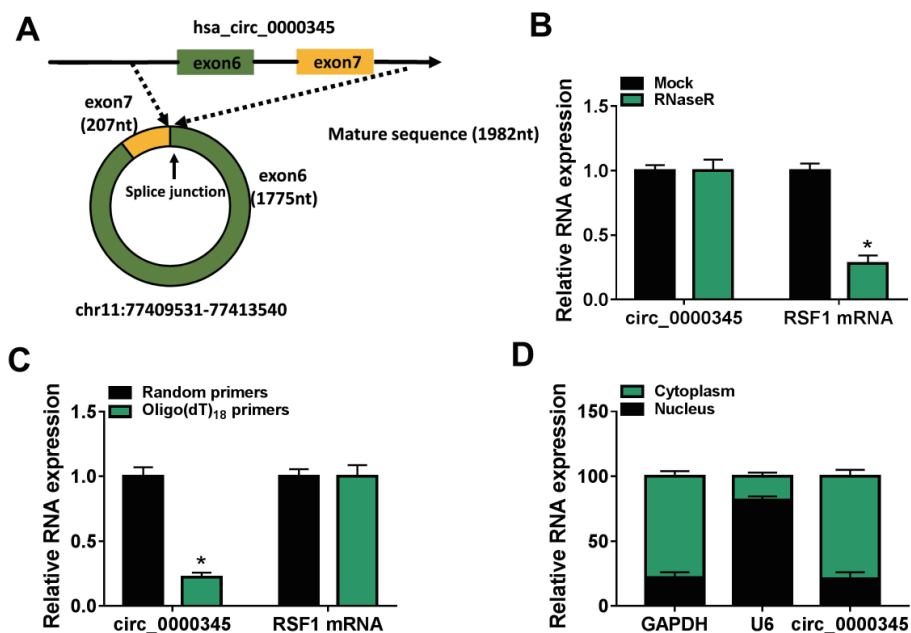 A
hsa_circ_0000345
exon6
exon7
exon7
(207nt)
Mature sequence (1982nt)
exon6
(1775nt)
Splice junction
chr11:77409531-77413540
B
Mock
RNaseR
Relative RNA expression
1.5
1.0
0.5
0.0
*
circ_0000345
RSF1 mRNA
C
Random primers
Oligo(dT)18 primers
Relative RNA expression
1.5
1.0
0.5
0.0
*
circ_0000345
RSF1 mRNA
D
Cytoplasm
Nucleus
Relative RNA expression
150
100
50
0
GAPDH
U6
circ_0000345